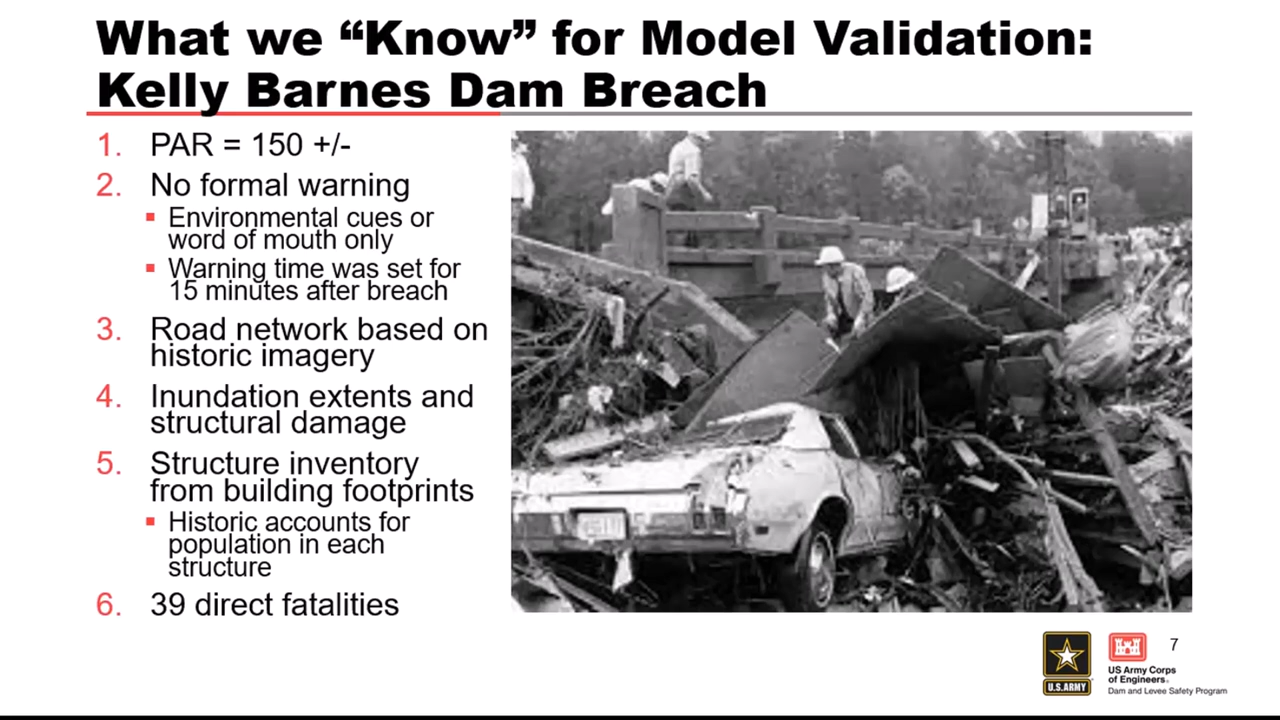 What we “Know” for Model Validation:
Kelly Barnes Dam Breach
1. PAR = 150 +/-
2. No formal warning
▪ Environmental cues or
word of mouth only
▪ Warning time was set for
15 minutes after breach
3. Road network based on
historic imagery
4. Inundation extents and
structural damage
5. Structure inventory
from building footprints
▪ Historic accounts for
population in each
structure
6. 39 direct fatalities
U.S.ARMY
US Army Corps
of Engineers®
Dam and Levee Safety Program
7